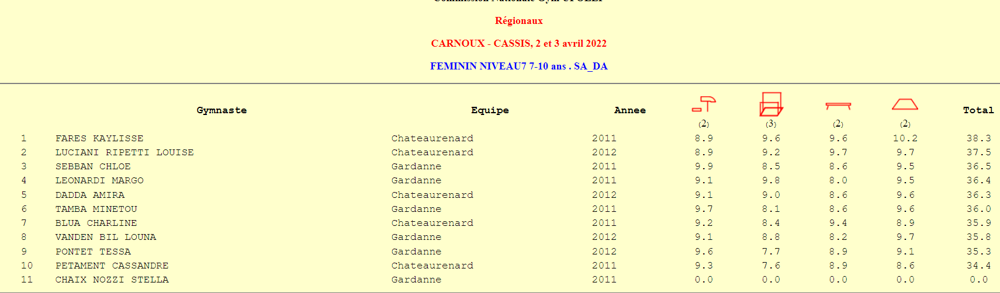 Commission Nationale Gym UFOLEP
Régionaux
CARNOUX - CASSIS, 2 et 3 avril 2022
FEMININ NIVEAU7 7-10 ans . SA_DA
Gymnaste Equipe Annee Total
(2) (3) (2) (2)
1 FARES KAYLISSE Chateaurenard 2011 8.9 9.6 9.6 10.2 38.3
2 LUCIANI RIPETTI LOUISE Chateaurenard 2012 8.9 9.2 9.7 9.7 37.5
3 SEBBAN CHLOE Gardanne 2011 9.9 8.5 8.6 9.5 36.5
4 LEONARDI MARGO Gardanne 2011 9.1 9.8 8.0 9.5 36.4
5 DADDA AMIRA Chateaurenard 2012 9.1 9.0 8.6 9.6 36.3
6 TAMBA MINETOU Gardanne 2011 9.7 8.1 8.6 9.6 36.0
7 BLUA CHARLINE Chateaurenard 2011 9.2 8.4 9.4 8.9 35.9
8 VANDEN BIL LOUNA Gardanne 2012 9.1 8.8 8.2 9.7 35.8
9 PONTET TESSA Gardanne 2012 9.6 7.7 8.9 9.1 35.3
10 PETAMENT CASSANDRE Chateaurenard 2011 9.3 7.6 8.9 8.6 34.4
11 CHAIX NOZZI STELLA Gardanne 2011 0.0 0.0 0.0 0.0 0.0